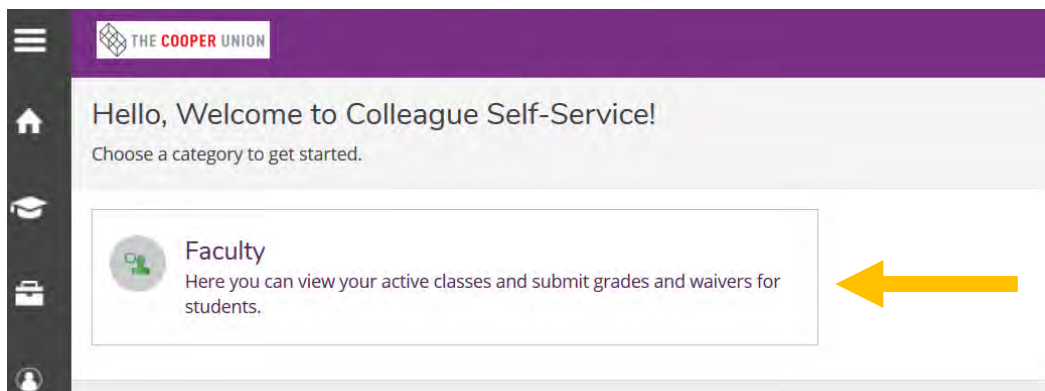 THE COOPER UNION
Hello, Welcome to Colleague Self-Service!
Choose a category to get started.
Faculty
Here you can view your active classes and submit grades and waivers for
students.